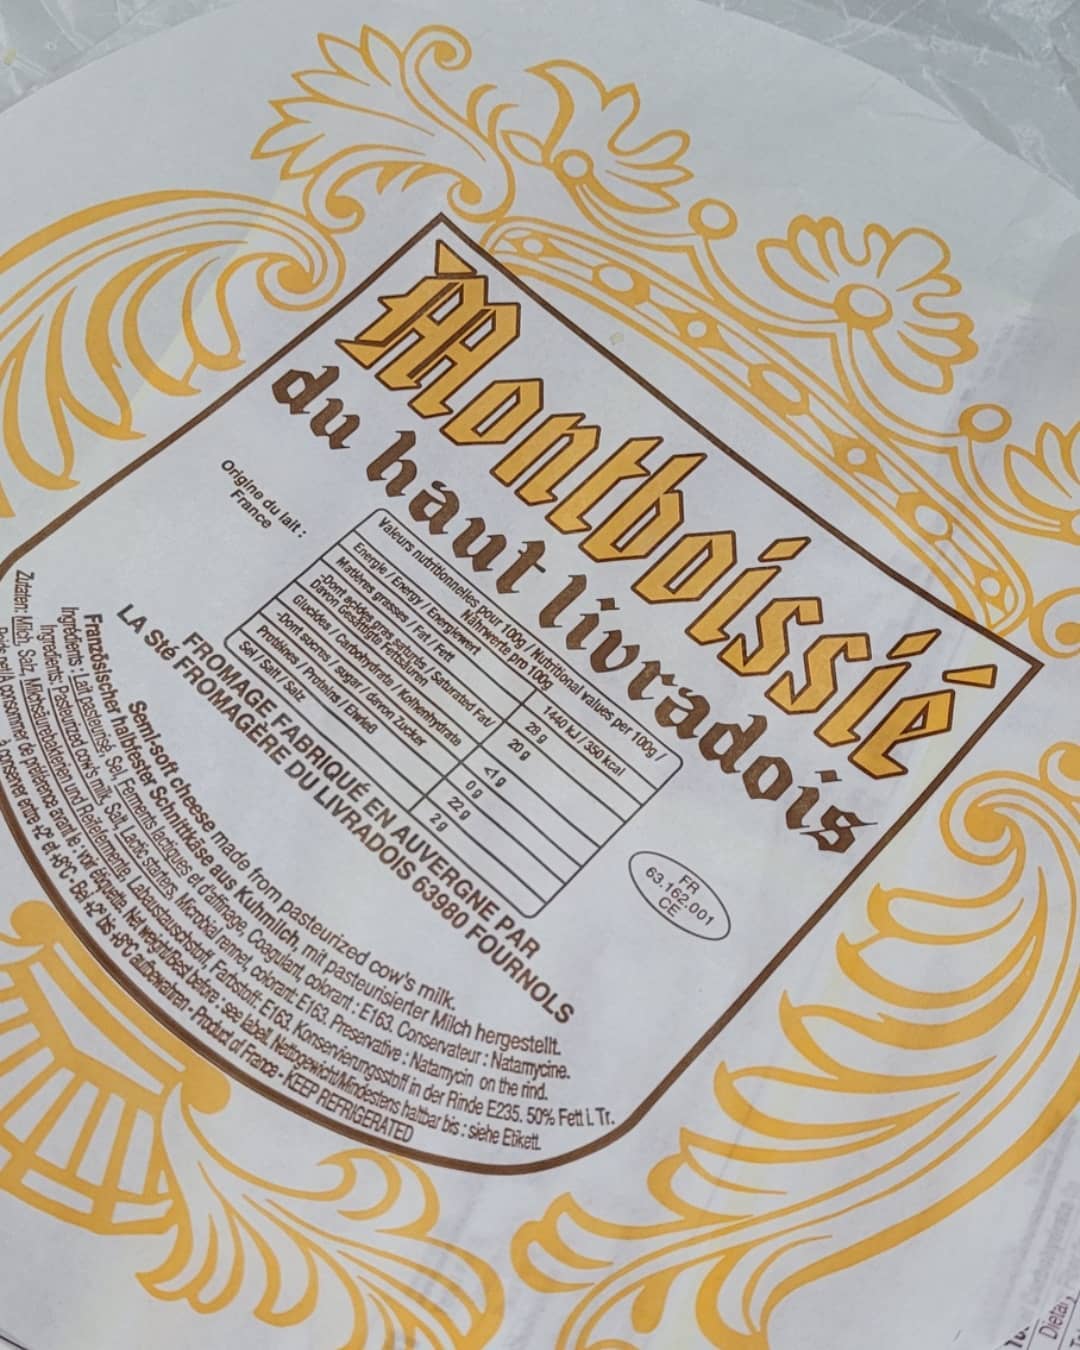 Montboissié
du haut livradois
Origine du lait :
France
Valeurs nutritionnelles pour 100g / Nutritional values per 100g /
Nährwerte pro 100g
Energie / Energy / Energiewert 1440 kJ / 350 kcal
Matières grasses / Fat / Fett 28 g
-Dont acides gras saturés / Saturated Fat/
Davon Gesättigte Fettsäuren 20 g
Glucides / Carbohydrate / Kohlenhydrate <1 g
-Dont sucres / sugar / davon Zucker 0 g
Protéines / Proteins / Eiweiß 22 g
Sel / Salt / Salz 2 g
FR
63.162.001
CE
FROMAGE FABRIQUÉ EN AUVERGNE PAR
LA Sté FROMAGÈRE DU LIVRADOIS 63980 FOURNOLS
Semi-soft cheese made from pasteurized cow's milk.
Französischer halbfester Schnittkäse aus Kuhmilch, mit pasteurisierter Milch hergestellt.
Ingrédients : Lait pasteurisé, Sel, Ferments lactiques et d'affinage, Coagulant, colorant : E163. Conservateur : Natamycine.
Ingredients: Pasteurized cow's milk, Salt, Lactic starters, Microbial rennet, colorant: E163. Preservative : Natamycin on the rind.
Zutaten: Milch, Salz, Milchsäurebakterien und Reifefermente, Labaustauschstoff, Farbstoff: E163. Konservierungsstoff in der Rinde E235. 50% Fett i. Tr.
Poids net/A consommer de préférence avant le : voir étiquette. Net weight/Best before : see label. Nettogewicht/Mindestens haltbar bis : siehe Etikett.
à conserver entre +2° et +6°C - Bei +2° bis +6°C aufbewahren - Product of France - KEEP REFRIGERATED